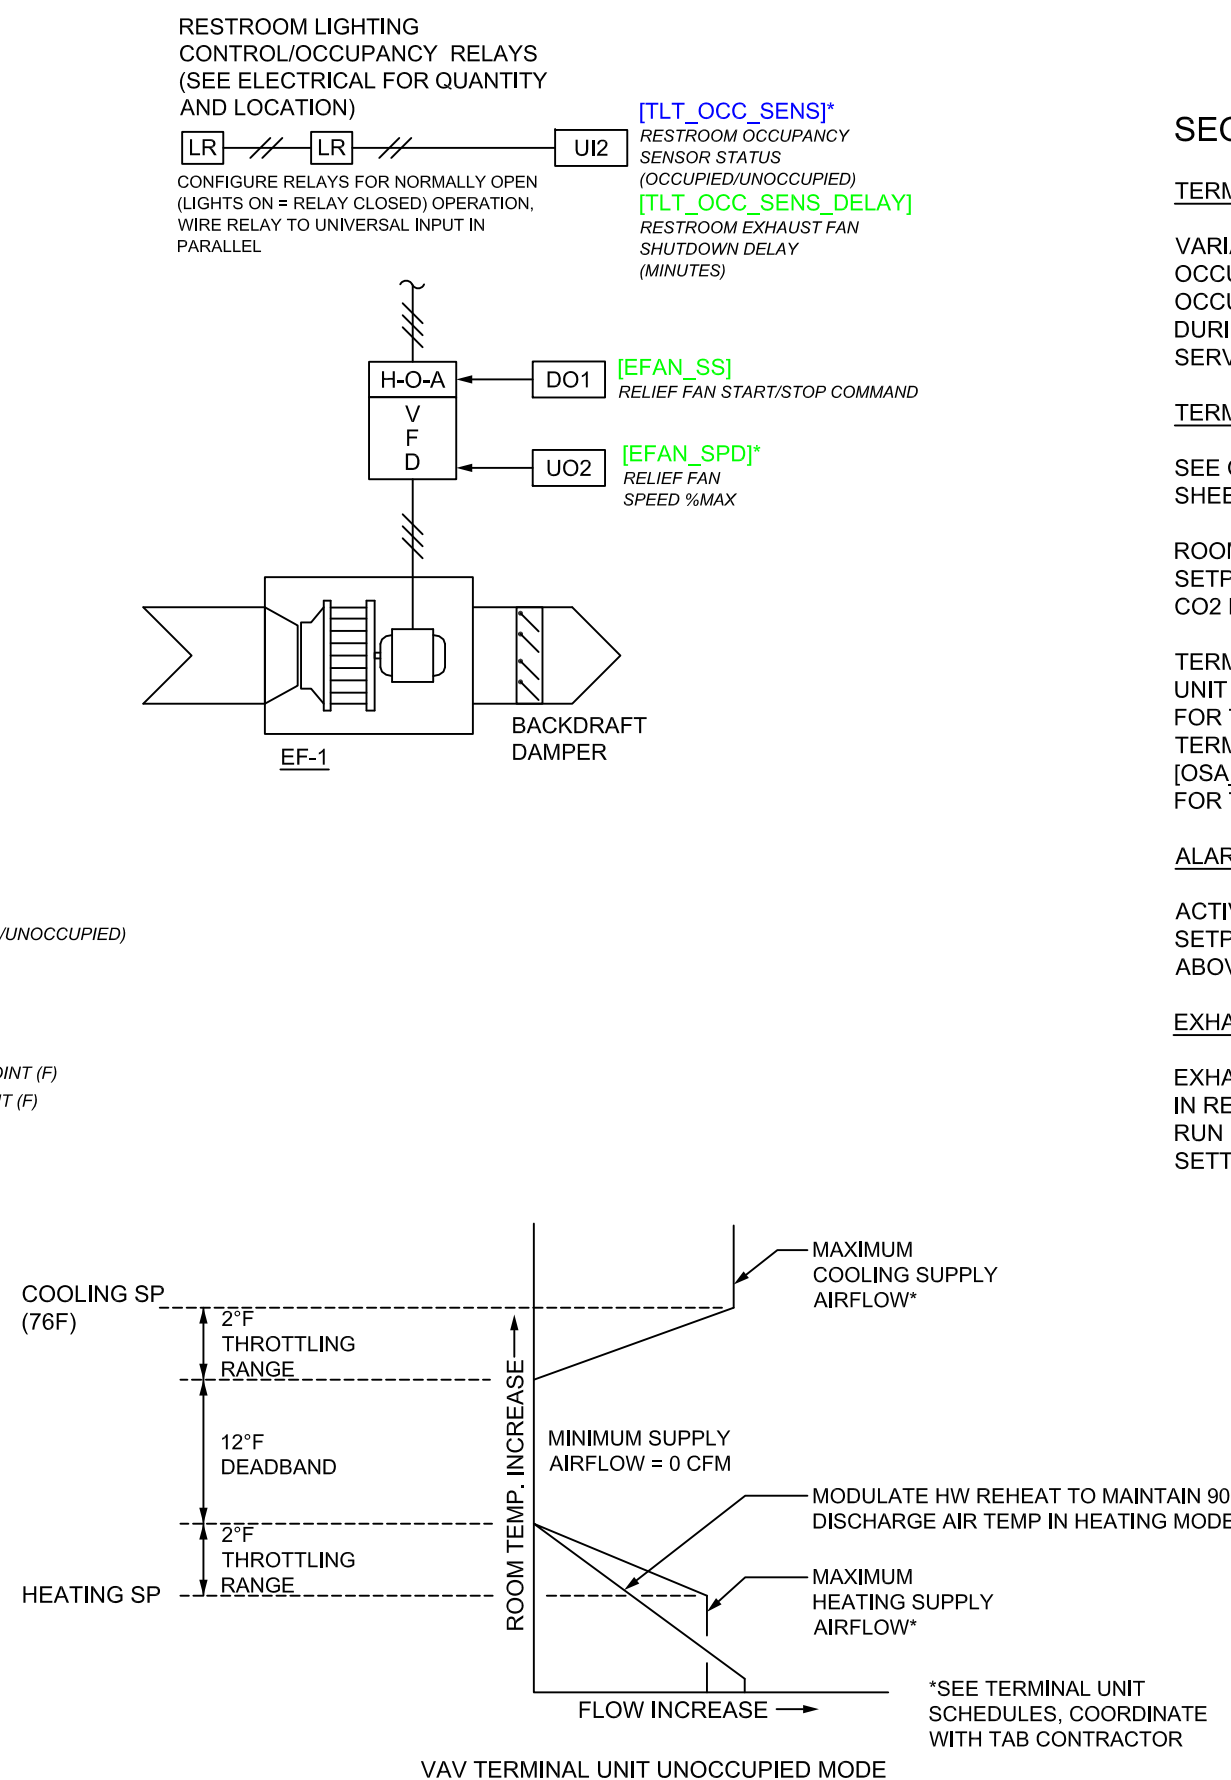 RESTROOM LIGHTING
CONTROL/OCCUPANCY RELAYS
(SEE ELECTRICAL FOR QUANTITY
AND LOCATION)
LR
LR
UI2
[TLT_OCC_SENS]*
RESTROOM OCCUPANCY
SENSOR STATUS
(OCCUPIED/UNOCCUPIED)
[TLT_OCC_SENS_DELAY]
RESTROOM EXHAUST FAN
SHUTDOWN DELAY
(MINUTES)
CONFIGURE RELAYS FOR NORMALLY OPEN
(LIGHTS ON = RELAY CLOSED) OPERATION,
WIRE RELAY TO UNIVERSAL INPUT IN
PARALLEL
H-O-A
V
F
D
DO1
[EFAN_SS]
RELIEF FAN START/STOP COMMAND
UO2
[EFAN_SPD]*
RELIEF FAN
SPEED %MAX
BACKDRAFT
DAMPER
EF-1
/UNOCCUPIED)
OINT (F)
NT (F)
SEQ
TERM
VARIA
OCCU
OCCU
DURI
SERV
TERM
SEE
SHEE
ROOM
SETP
CO2
TERM
UNIT
FOR T
TERM
[OSA_
FOR T
ALAR
ACTIV
SETP
ABOV
EXHA
EXHA
IN RE
RUN
SETT
COOLING SP
(76F)
2°F
THROTTLING
RANGE
12°F
DEADBAND
2°F
THROTTLING
RANGE
HEATING SP
ROOM TEMP. INCREASE
MAXIMUM
COOLING SUPPLY
AIRFLOW*
MINIMUM SUPPLY
AIRFLOW = 0 CFM
MODULATE HW REHEAT TO MAINTAIN 90
DISCHARGE AIR TEMP IN HEATING MODE
MAXIMUM
HEATING SUPPLY
AIRFLOW*
FLOW INCREASE
*SEE TERMINAL UNIT
SCHEDULES, COORDINATE
WITH TAB CONTRACTOR
VAV TERMINAL UNIT UNOCCUPIED MODE